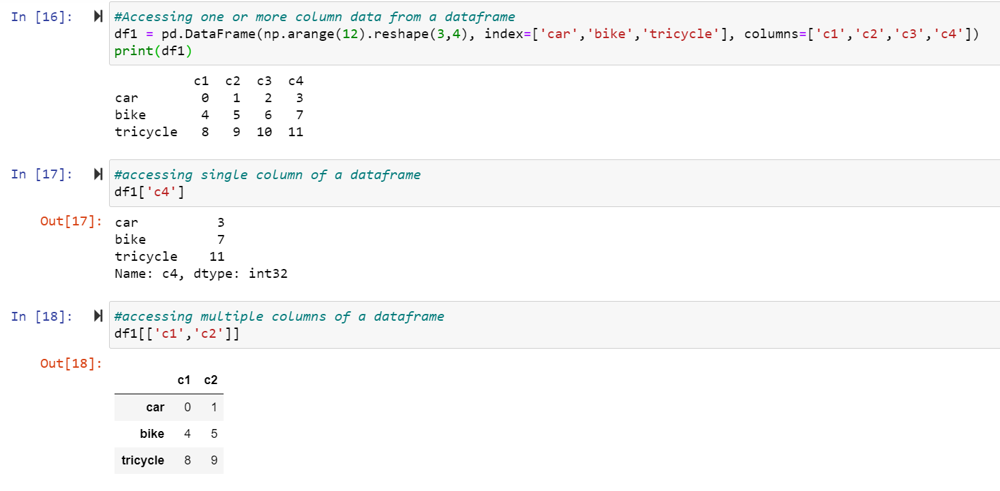 In [16]:
#Accessing one or more column data from a dataframe
df1 = pd.DataFrame(np.arange(12).reshape(3,4), index=['car','bike','tricycle'], columns=['c1','c2','c3','c4'])
print(df1)
          c1  c2  c3  c4
car        0   1   2   3
bike       4   5   6   7
tricycle   8   9  10  11
In [17]:
#accessing single column of a dataframe
df1['c4']
Out[17]:
car          3
bike         7
tricycle    11
Name: c4, dtype: int32
In [18]:
#accessing multiple columns of a dataframe
df1[['c1','c2']]
Out[18]:
c1 c2
car 0 1
bike 4 5
tricycle 8 9